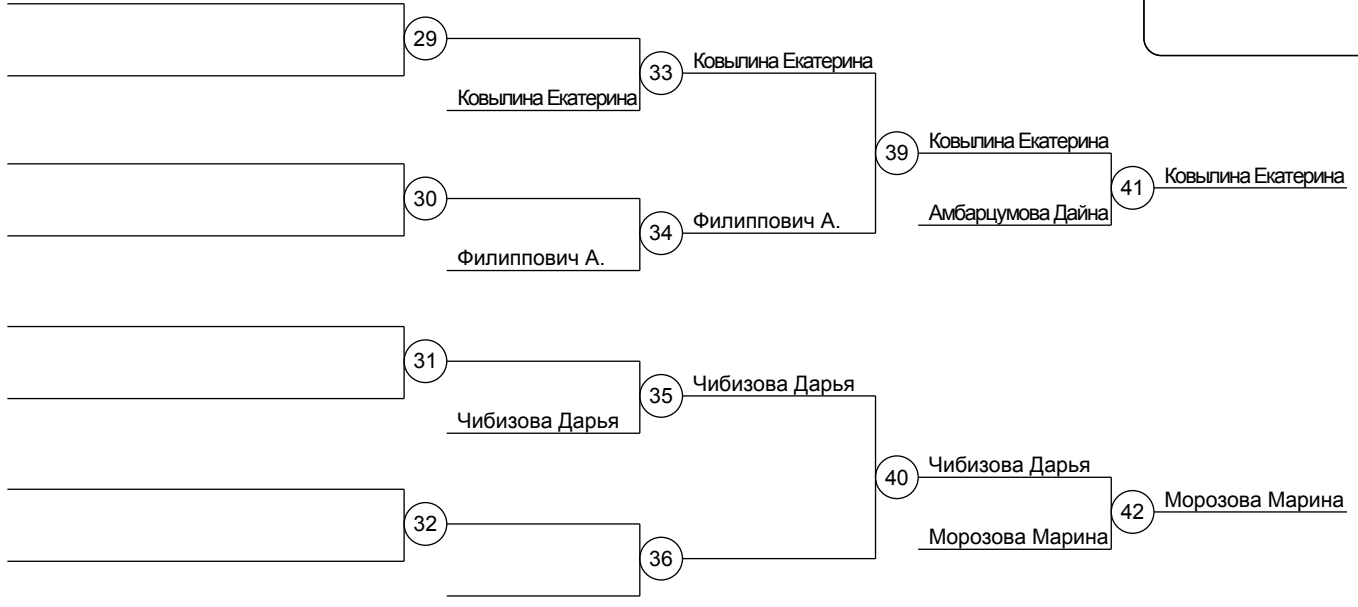 29
33
Ковылина Екатерина
Ковылина Екатерина
39
Ковылина Екатерина
41
Ковылина Екатерина
30
34
Филиппович А.
Амбарцумова Дайна
Филиппович А.
31
35
Чибизова Дарья
Чибизова Дарья
40
Чибизова Дарья
42
Морозова Марина
32
36
Морозова Марина